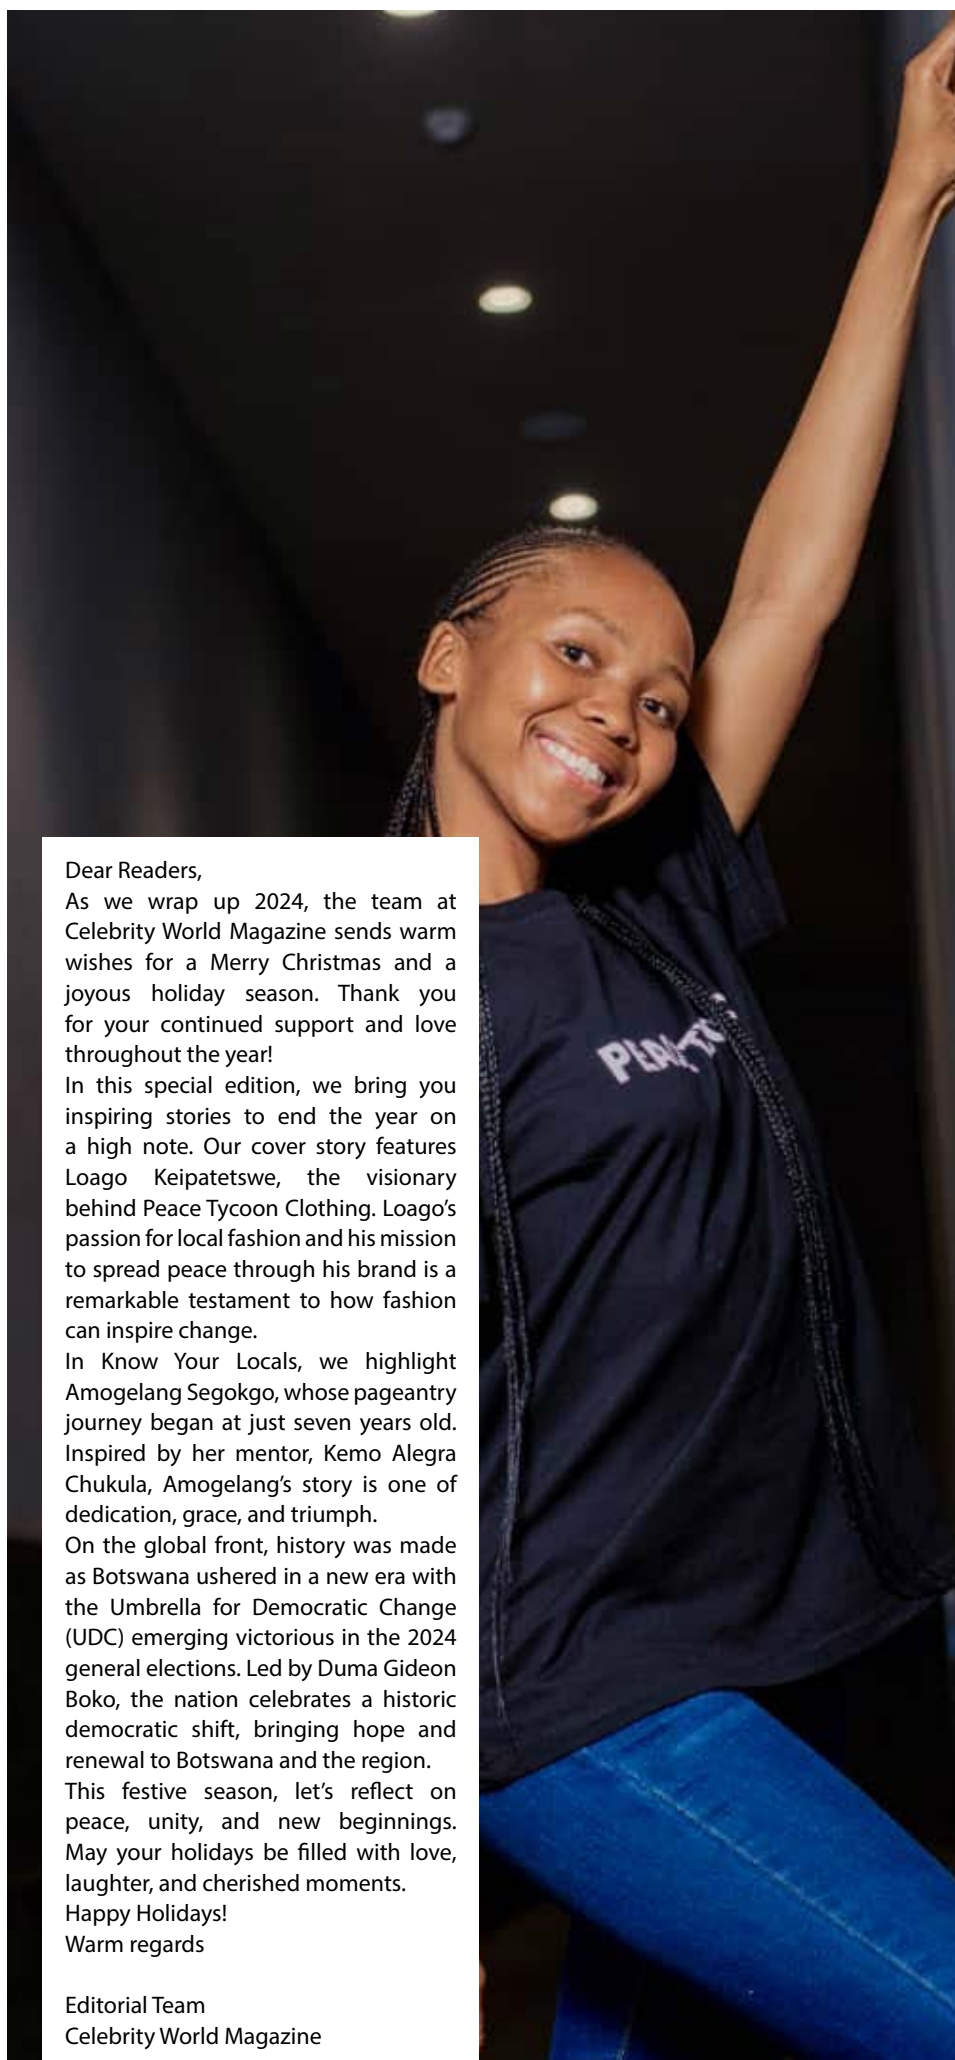 Dear Readers,
As we wrap up 2024, the team at
Celebrity World Magazine sends warm
wishes for a Merry Christmas and a
joyous holiday season. Thank you
for your continued support and love
throughout the year!
In this special edition, we bring you
inspiring stories to end the year on
a high note. Our cover story features
Loago Keipatetswe, the visionary
behind Peace Tycoon Clothing. Loago’s
passion for local fashion and his mission
to spread peace through his brand is a
remarkable testament to how fashion
can inspire change.
In Know Your Locals, we highlight
Amogelang Segokgo, whose pageantry
journey began at just seven years old.
Inspired by her mentor, Kemo Alegra
Chukula, Amogelang’s story is one of
dedication, grace, and triumph.
On the global front, history was made
as Botswana ushered in a new era with
the Umbrella for Democratic Change
(UDC) emerging victorious in the 2024
general elections. Led by Duma Gideon
Boko, the nation celebrates a historic
democratic shift, bringing hope and
renewal to Botswana and the region.
This festive season, let’s reflect on
peace, unity, and new beginnings.
May your holidays be filled with love,
laughter, and cherished moments.
Happy Holidays!
Warm regards
Editorial Team
Celebrity World Magazine